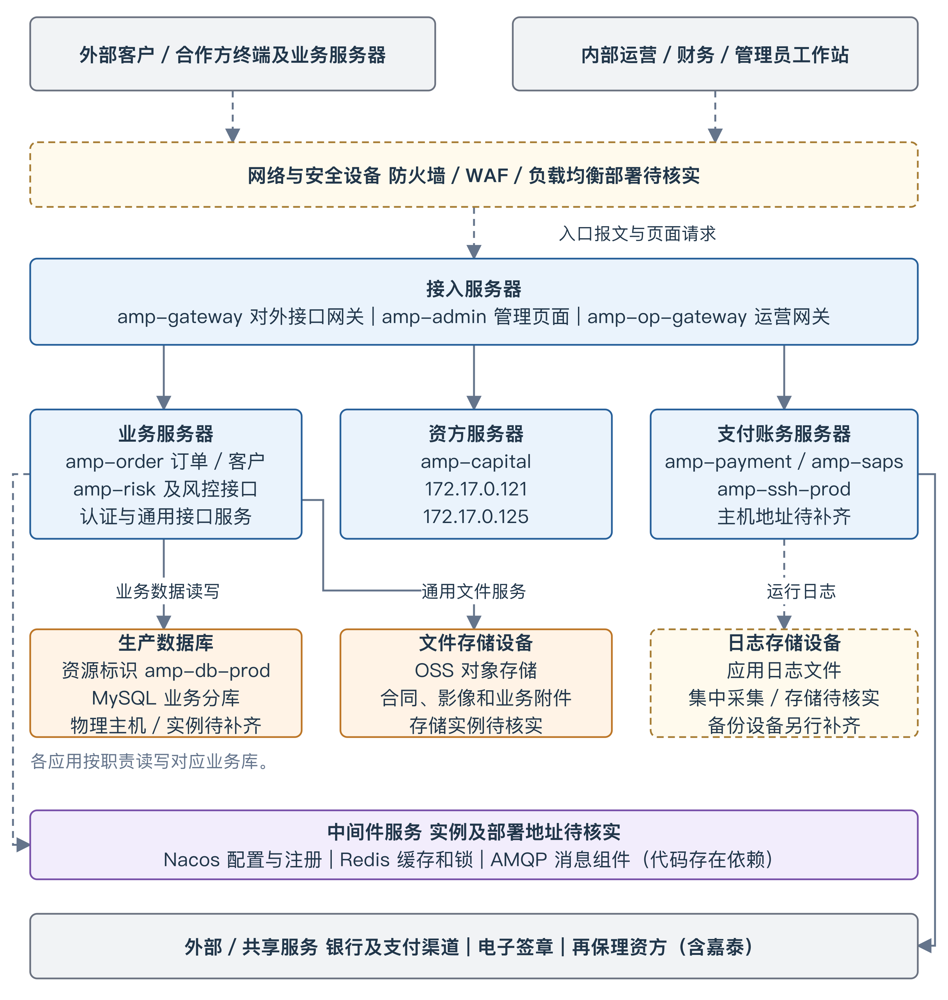 外部客户 / 合作方终端及业务服务器
内部运营 / 财务 / 管理员工作站
网络与安全设备 防火墙 / WAF / 负载均衡部署待核实
入口报文与页面请求
接入服务器
amp-gateway 对外接口网关 | amp-admin 管理页面 | amp-op-gateway 运营网关
业务服务器
amp-order 订单 / 客户
amp-risk 及风控接口
认证与通用接口服务
资方服务器
amp-capital
172.17.0.121
172.17.0.125
支付账务服务器
amp-payment / amp-saps
amp-ssh-prod
主机地址待补齐
业务数据读写
通用文件服务
运行日志
生产数据库
资源标识 amp-db-prod
MySQL 业务分库
物理主机 / 实例待补齐
文件存储设备
OSS 对象存储
合同、影像和业务附件
存储实例待核实
日志存储设备
应用日志文件
集中采集 / 存储待核实
备份设备另行补齐
各应用按职责读写对应业务库。
中间件服务 实例及部署地址待核实
Nacos 配置与注册 | Redis 缓存和锁 | AMQP 消息组件（代码存在依赖）
外部 / 共享服务 银行及支付渠道 | 电子签章 | 再保理资方（含嘉泰）